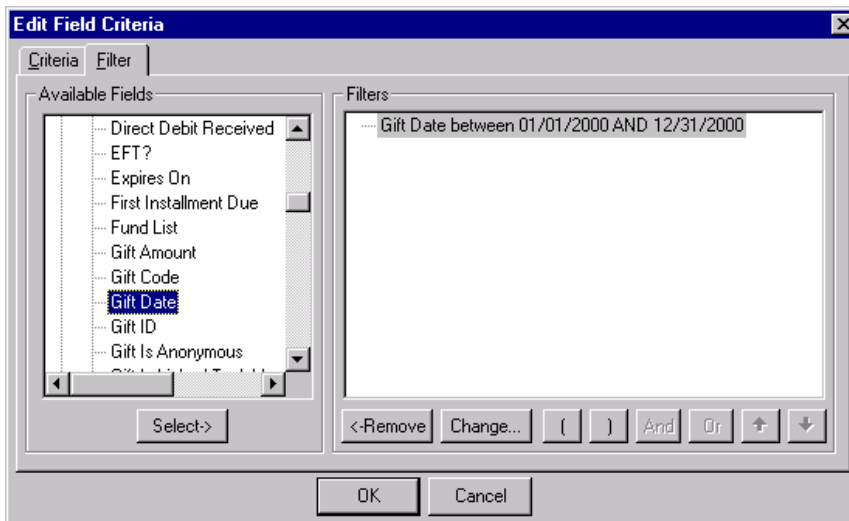 Edit Field Criteria
Criteria Filter
Available Fields
Direct Debit Received
EFT?
Expires On
First Installment Due
Fund List
Gift Amount
Gift Code
Gift Date
Gift ID
Gift Is Anonymous
Select->
Filters
Gift Date between 01/01/2000 AND 12/31/2000
<-Remove Change... ( ) And Or
OK Cancel